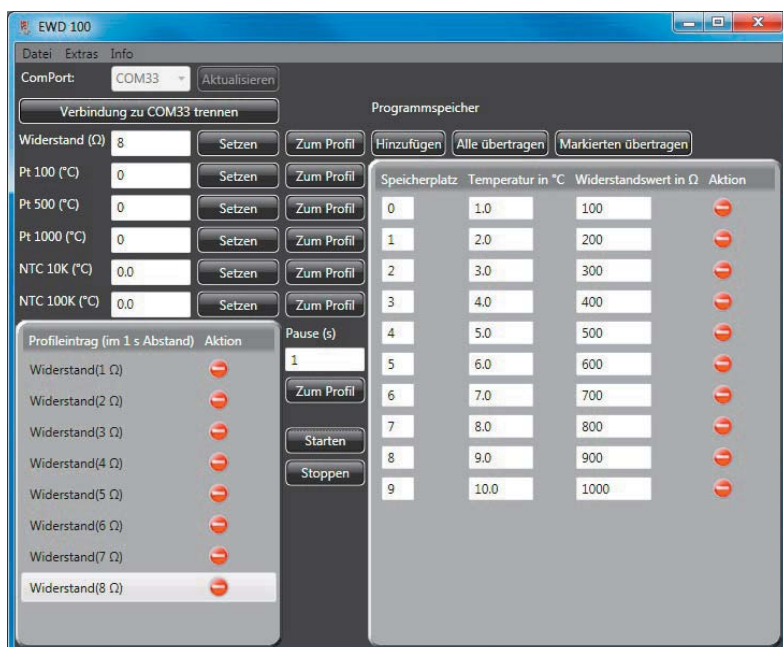 EWD 100
Datei Extras Info
ComPort: COM33 Aktualisieren
Verbindung zu COM33 trennen
Programmspeicher
Widerstand (Ω) 8 Setzen Zum Profil Hinzufügen Alle übertragen Markierten übertragen
Pt 100 (°C) 0 Setzen Zum Profil
Pt 500 (°C) 0 Setzen Zum Profil
Pt 1000 (°C) 0 Setzen Zum Profil
NTC 10K (°C) 0.0 Setzen Zum Profil
NTC 100K (°C) 0.0 Setzen Zum Profil
Profileintrag (im 1 s Abstand) Aktion
Widerstand(1 Ω)
Widerstand(2 Ω)
Widerstand(3 Ω)
Widerstand(4 Ω)
Widerstand(5 Ω)
Widerstand(6 Ω)
Widerstand(7 Ω)
Widerstand(8 Ω)
Pause (s)
1
Zum Profil
Starten
Stoppen
Speicherplatz Temperatur in °C Widerstandswert in Ω Aktion
0 1.0 100
1 2.0 200
2 3.0 300
3 4.0 400
4 5.0 500
5 6.0 600
6 7.0 700
7 8.0 800
8 9.0 900
9 10.0 1000